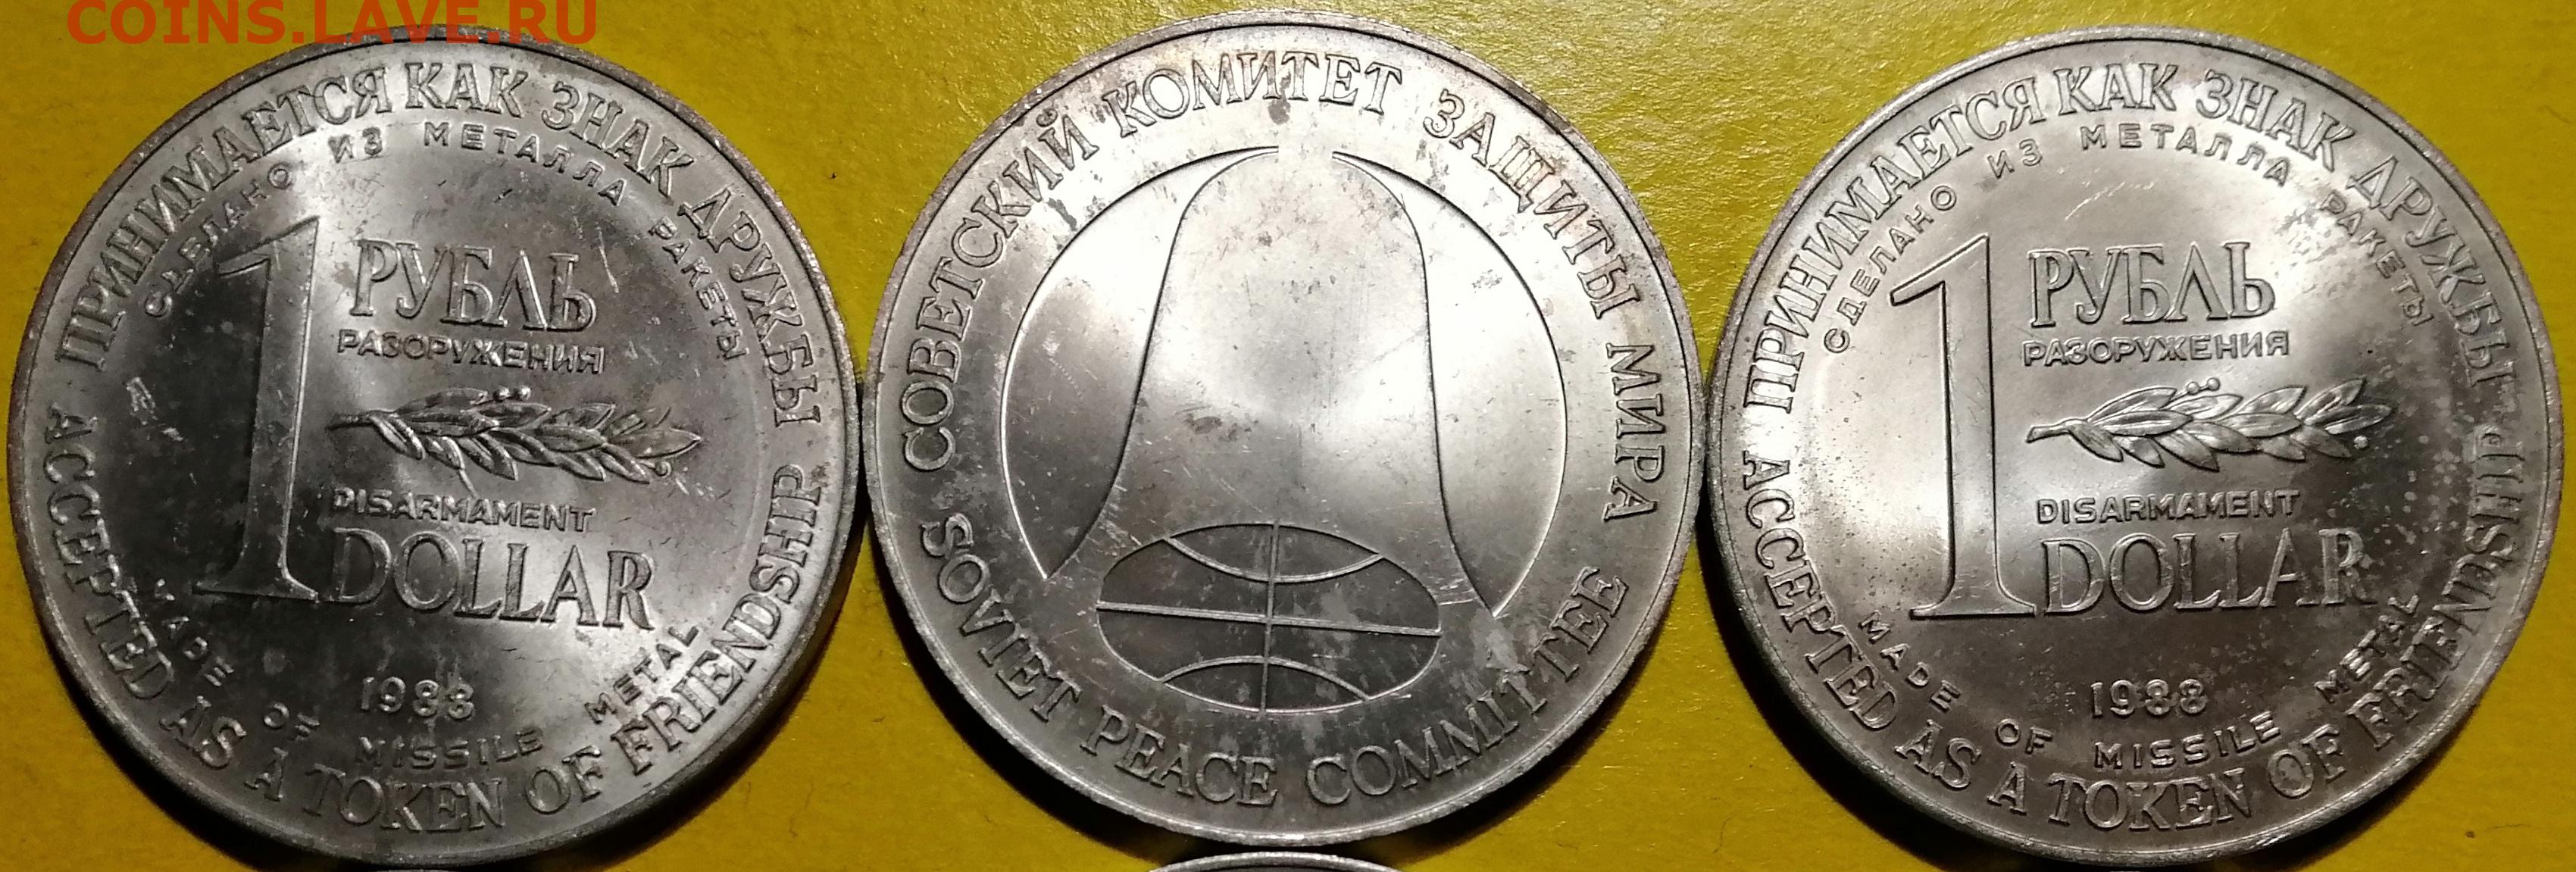 COINS.LAVE.RU
ПРИНИМАЕТСЯ КАК ЗНАК ДРУЖБЫ
СДЕЛАНО ИЗ МЕТАЛЛА РАКЕТЫ
1 РУБЛЬ
РАЗОРУЖЕНИЯ
DISARMAMENT
DOLLAR
1988
MADE OF MISSILE METAL
ACCEPTED AS A TOKEN OF FRIENDSHIP
СОВЕТСКИЙ КОМИТЕТ ЗАЩИТЫ МИРА
SOVIET PEACE COMMITTEE
ПРИНИМАЕТСЯ КАК ЗНАК ДРУЖБЫ
СДЕЛАНО ИЗ МЕТАЛЛА РАКЕТЫ
1 РУБЛЬ
РАЗОРУЖЕНИЯ
DISARMAMENT
DOLLAR
1988
MADE OF MISSILE METAL
ACCEPTED AS A TOKEN OF FRIENDSHIP